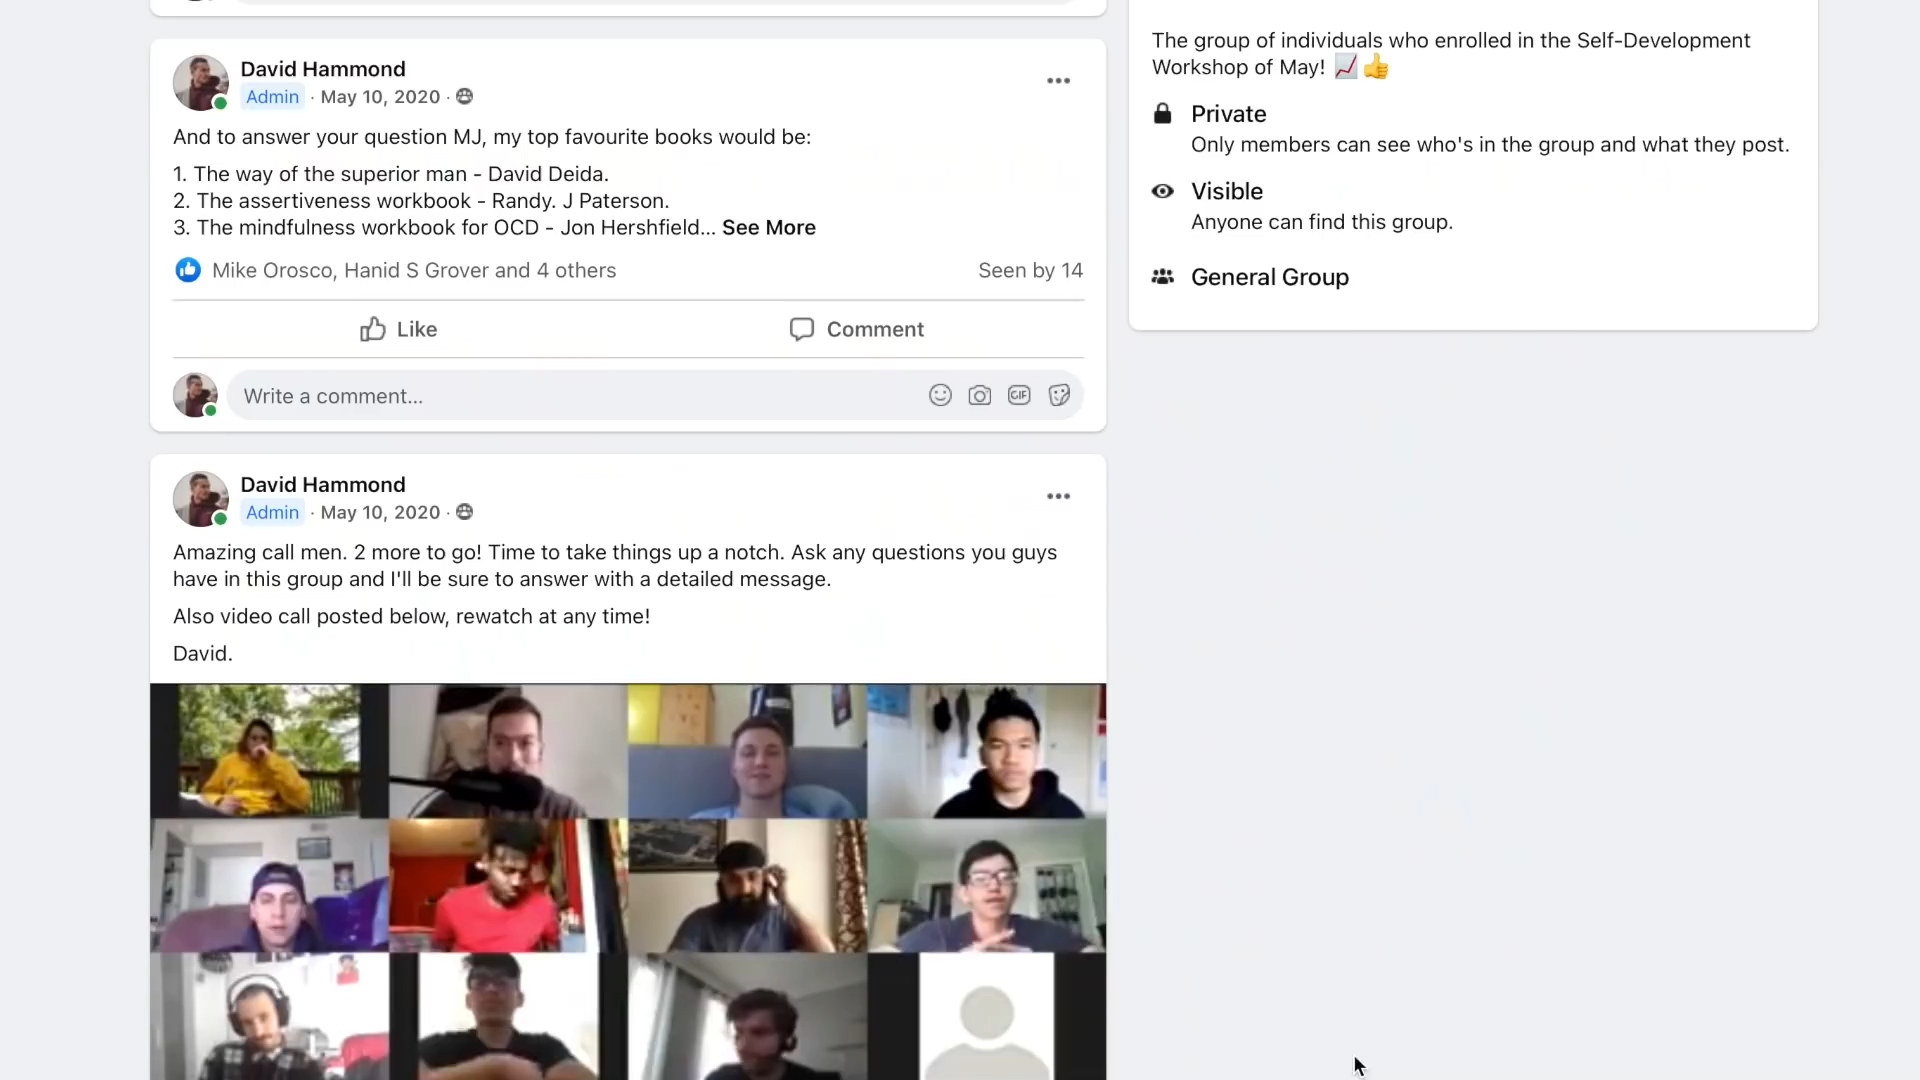 David Hammond
Admin · May 10, 2020 ·
And to answer your question MJ, my top favourite books would be:
1. The way of the superior man - David Deida.
2. The assertiveness workbook - Randy. J Paterson.
3. The mindfulness workbook for OCD - Jon Hershfield... See More
Mike Orosco, Hanid S Grover and 4 others
Seen by 14
Like
Comment
Write a comment...
GIF
David Hammond
Admin · May 10, 2020 ·
Amazing call men. 2 more to go! Time to take things up a notch. Ask any questions you guys
have in this group and I'll be sure to answer with a detailed message.
Also video call posted below, rewatch at any time!
David.
The group of individuals who enrolled in the Self-Development
Workshop of May! 📈 👍
Private
Only members can see who's in the group and what they post.
Visible
Anyone can find this group.
General Group